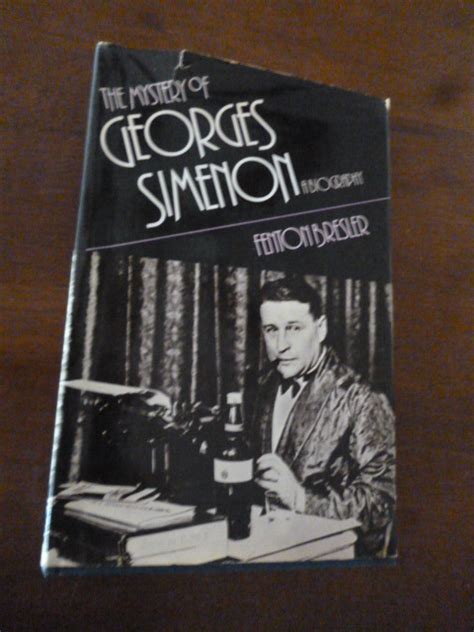 THE MYSTERY OF
GEORGES
SIMENON A BIOGRAPHY
FENTON BRESLER